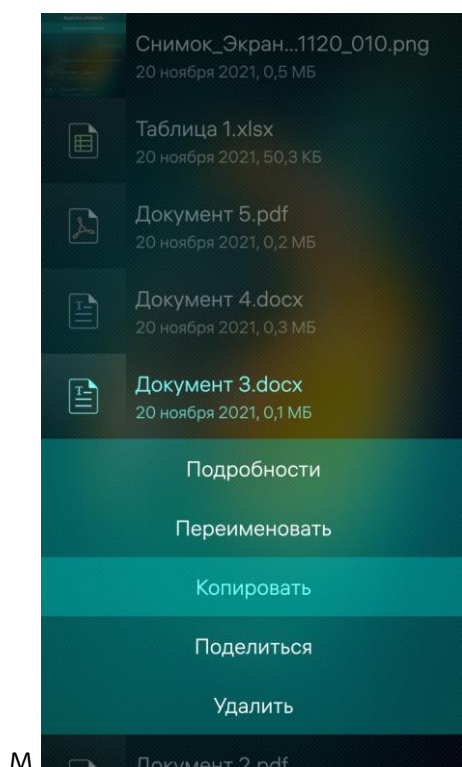 Снимок_Экран...1120_010.png
20 ноября 2021, 0,5 МБ
Таблица 1.xlsx
20 ноября 2021, 50,3 КБ
Документ 5.pdf
20 ноября 2021, 0,2 МБ
Документ 4.docx
20 ноября 2021, 0,3 МБ
Документ 3.docx
20 ноября 2021, 0,1 МБ
Подробности
Переименовать
Копировать
Поделиться
Удалить
Документ 2.pdf
М